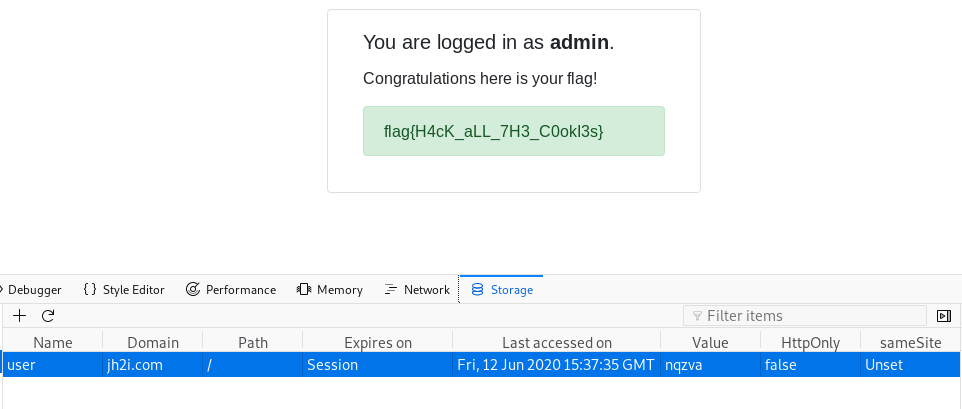 You are logged in as admin.
Congratulations here is your flag!
flag{H4cK_aLL_7H3_C0okI3s}
Debugger {} Style Editor Performance Memory Network Storage
Filter items
Name Domain Path Expires on Last accessed on Value HttpOnly sameSite
user jh2i.com / Session Fri, 12 Jun 2020 15:37:35 GMT nqzva false Unset